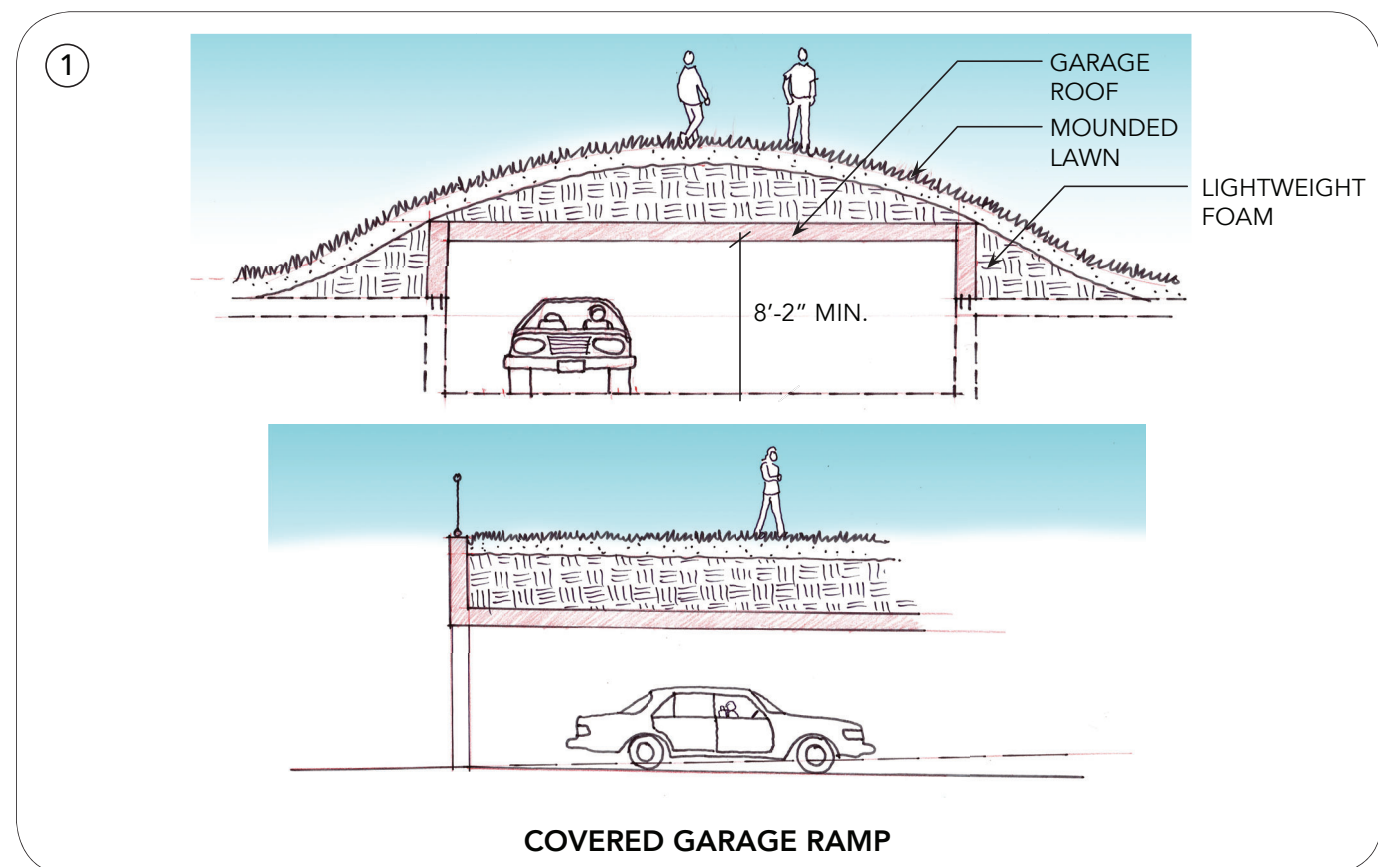 1
GARAGE
ROOF
MOUNDED
LAWN
LIGHTWEIGHT
FOAM
8’-2” MIN.
COVERED GARAGE RAMP